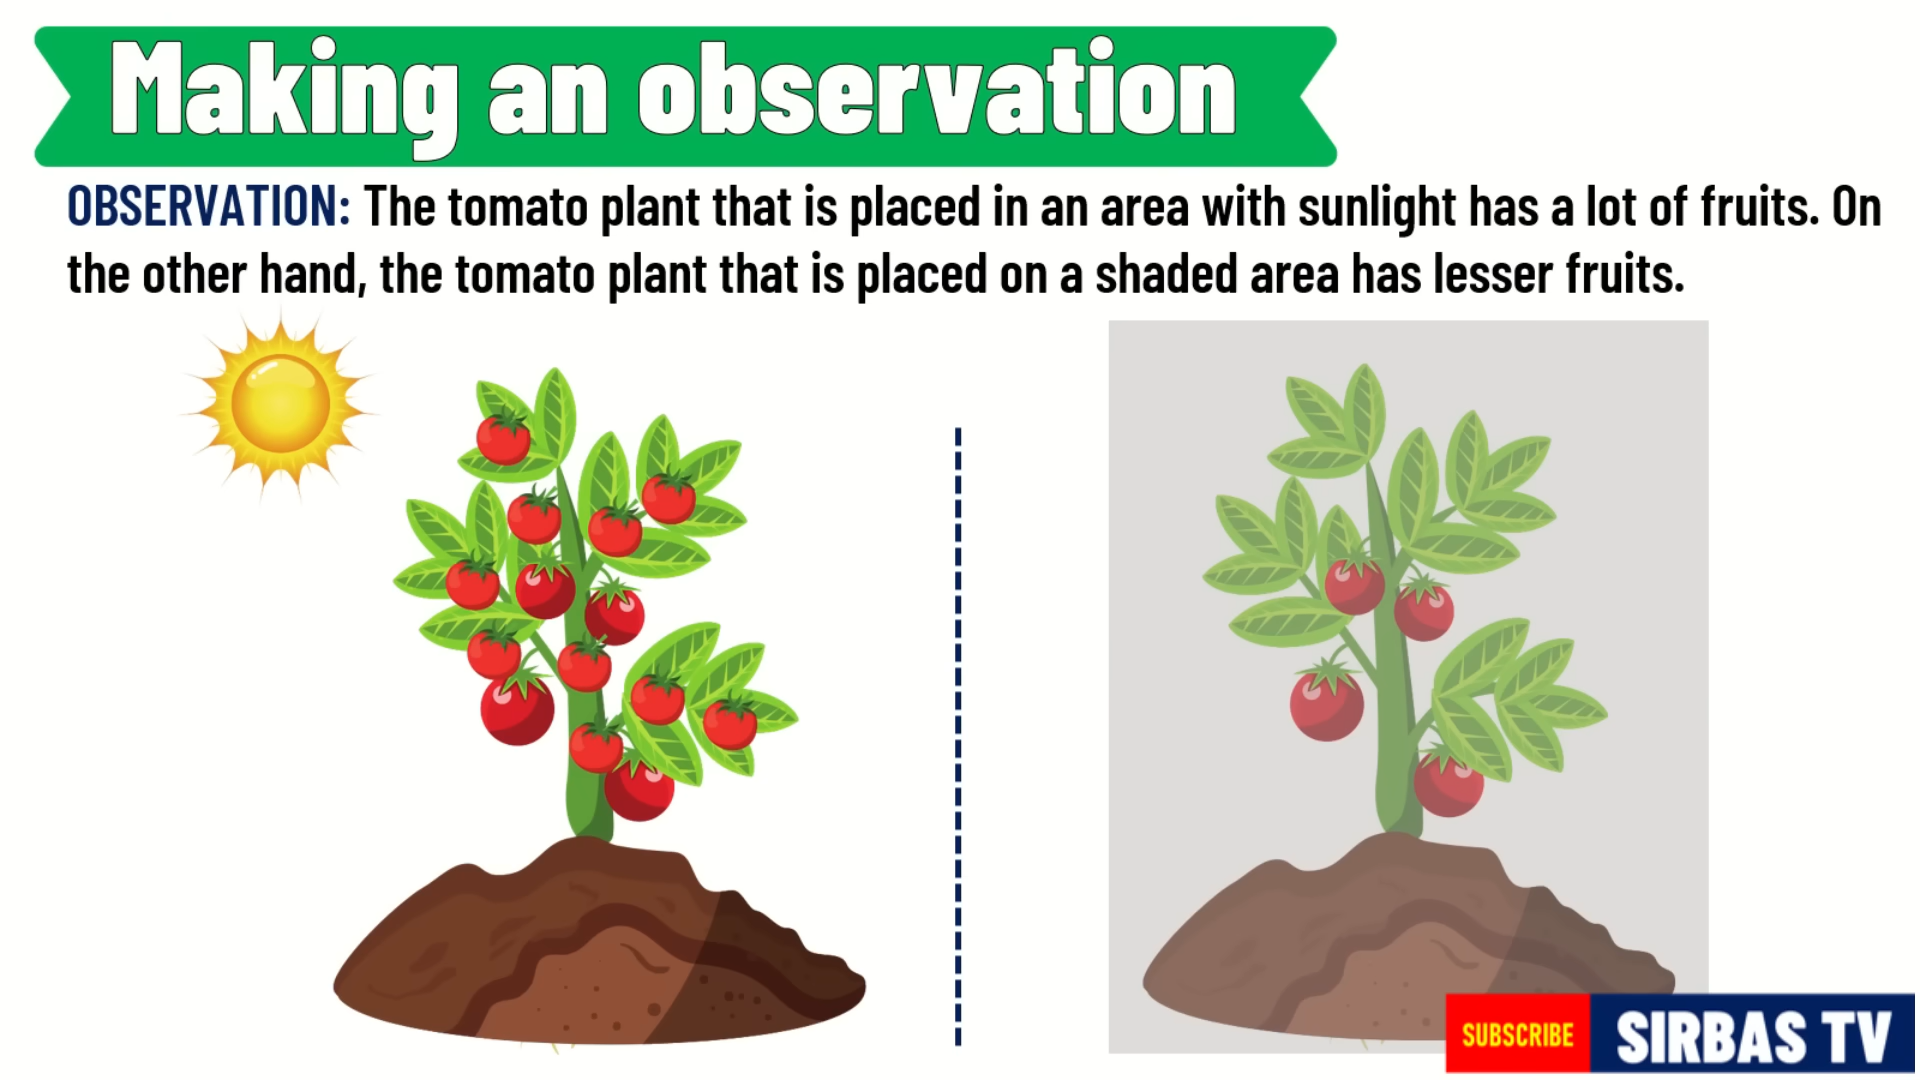 Making an observation
OBSERVATION: The tomato plant that is placed in an area with sunlight has a lot of fruits. On
the other hand, the tomato plant that is placed on a shaded area has lesser fruits.
SUBSCRIBE SIRBAS TV